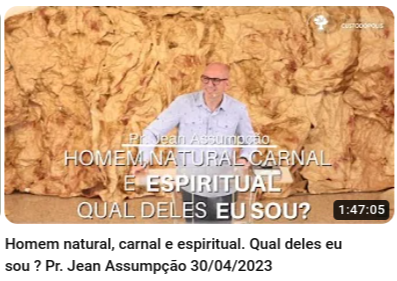 CRISTOCÓPOLIS
Pr. Jean Assumpção
HOMEM NATURAL CARNAL
E ESPIRITUAL
QUAL DELES EU SOU?
1:47:05
Homem natural, carnal e espiritual. Qual deles eu
sou ? Pr. Jean Assumpção 30/04/2023